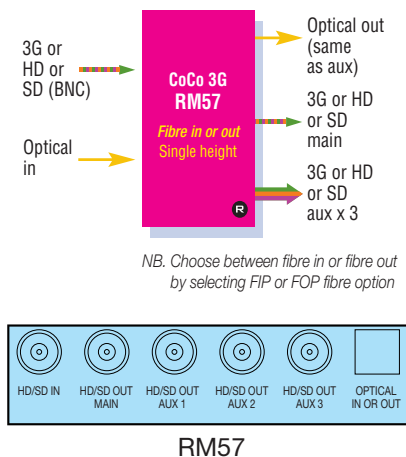 3G or
HD or
SD (BNC)
Optical
in
CoCo 3G
RM57
Fibre in or out
Single height
R
Optical out
(same
as aux)
3G or HD
or SD
main
3G or HD
or SD
aux x 3
NB. Choose between fibre in or fibre out
by selecting FIP or FOP fibre option
HD/SD IN
HD/SD OUT
MAIN
HD/SD OUT
AUX 1
HD/SD OUT
AUX 2
HD/SD OUT
AUX 3
OPTICAL
IN OR OUT
RM57